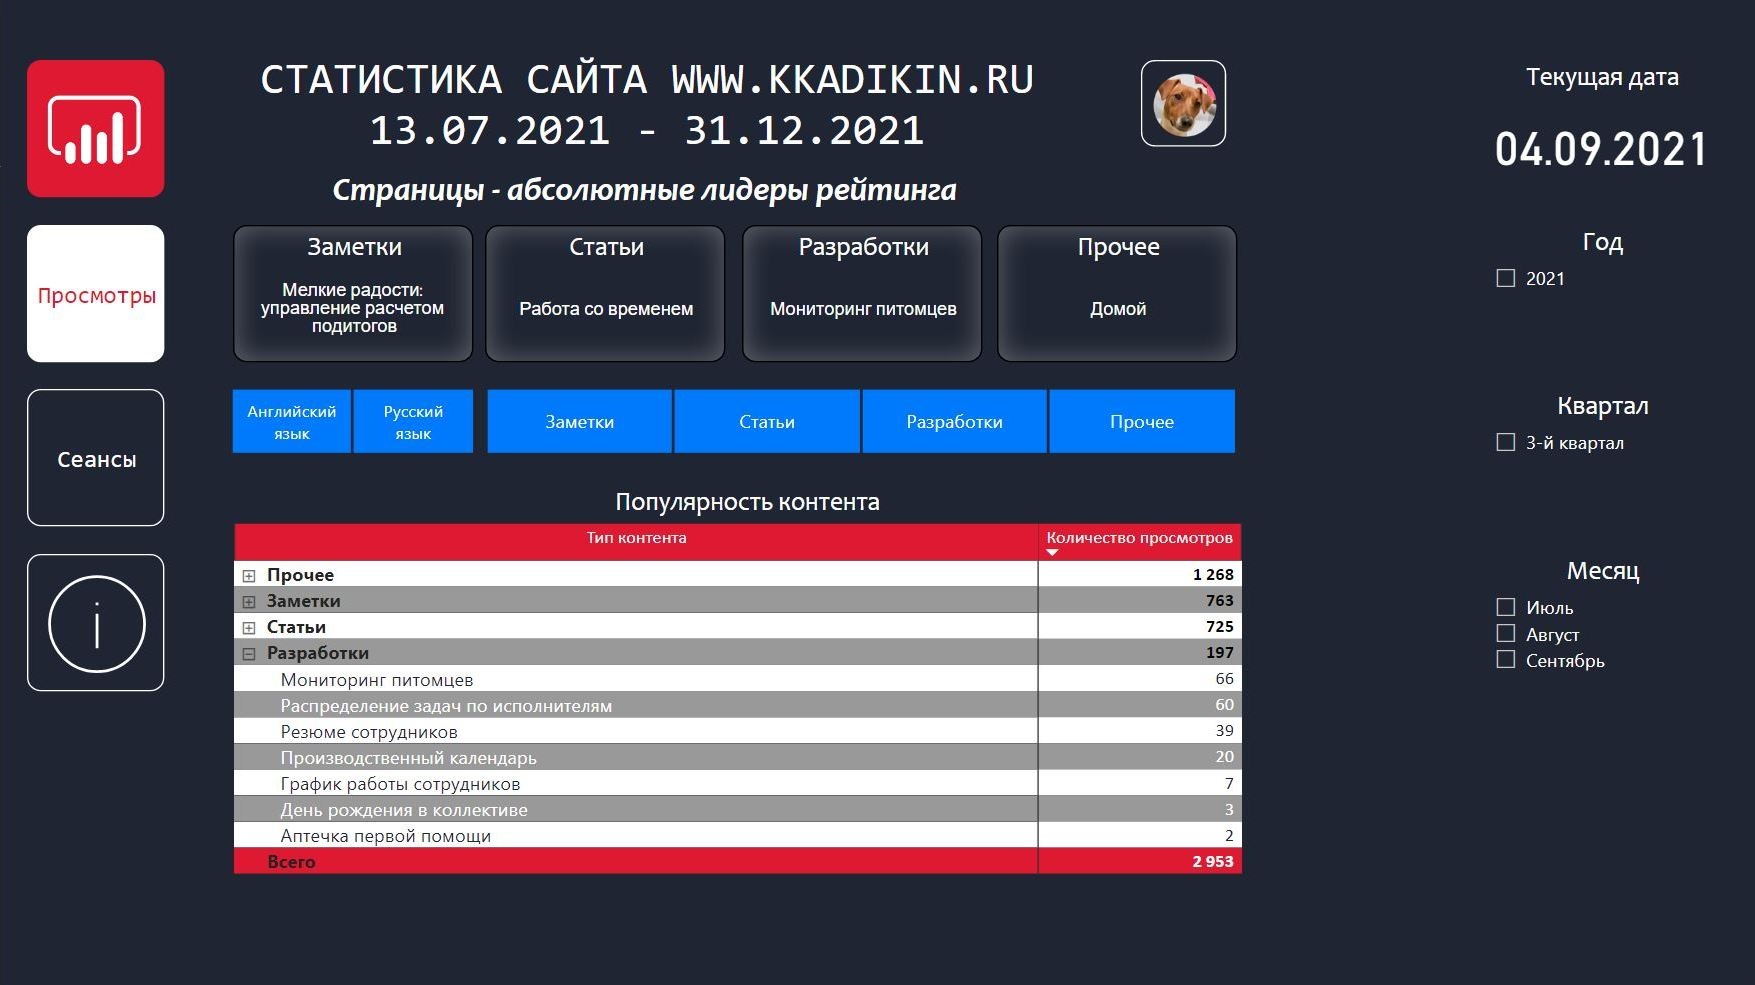 СТАТИСТИКА САЙТА WWW.KKADIKIN.RU
13.07.2021 - 31.12.2021
Страницы - абсолютные лидеры рейтинга
Текущая дата
04.09.2021
Просмотры
Сеансы
i
Заметки
Мелкие радости:
управление расчетом
подитогов
Статьи
Работа со временем
Разработки
Мониторинг питомцев
Прочее
Домой
Английский
язык
Русский
язык
Заметки
Статьи
Разработки
Прочее
Популярность контента
Тип контента Количество просмотров
Прочее 1 268
Заметки 763
Статьи 725
Разработки 197
Мониторинг питомцев 66
Распределение задач по исполнителям 60
Резюме сотрудников 39
Производственный календарь 20
График работы сотрудников 7
День рождения в коллективе 3
Аптечка первой помощи 2
Всего 2 953
Год
2021
Квартал
3-й квартал
Месяц
Июль
Август
Сентябрь